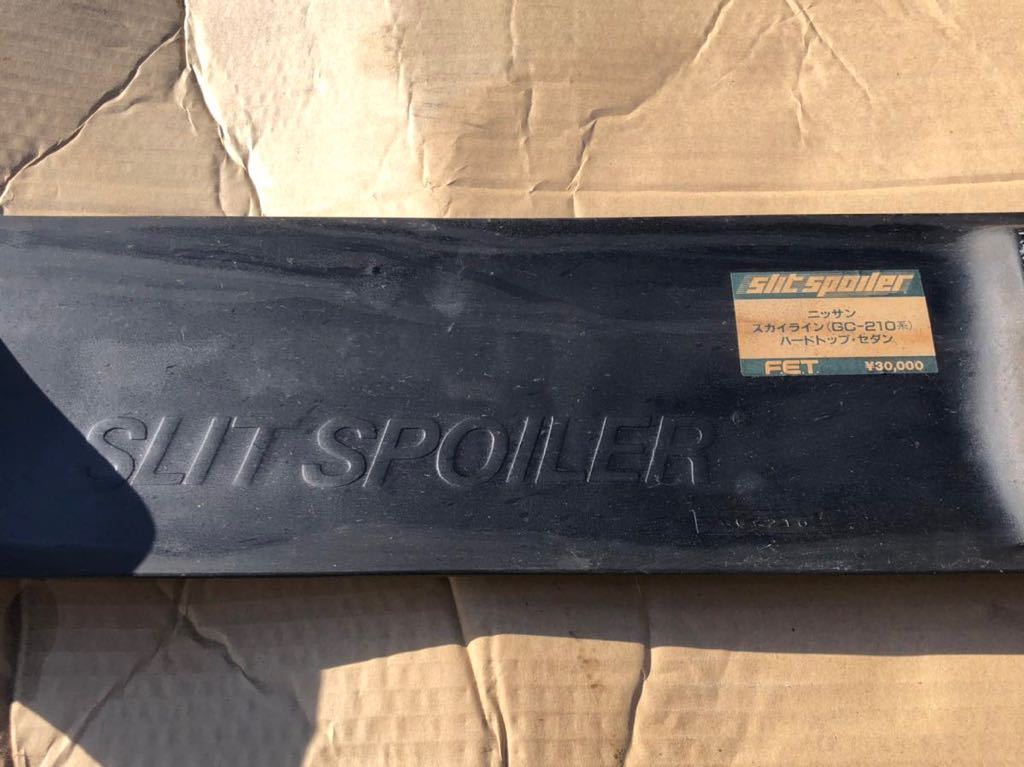 slit spoiler
ニッサン
スカイライン(GC-210系)
ハードトップ・セダン
FET ¥30,000
SLIT SPOILER